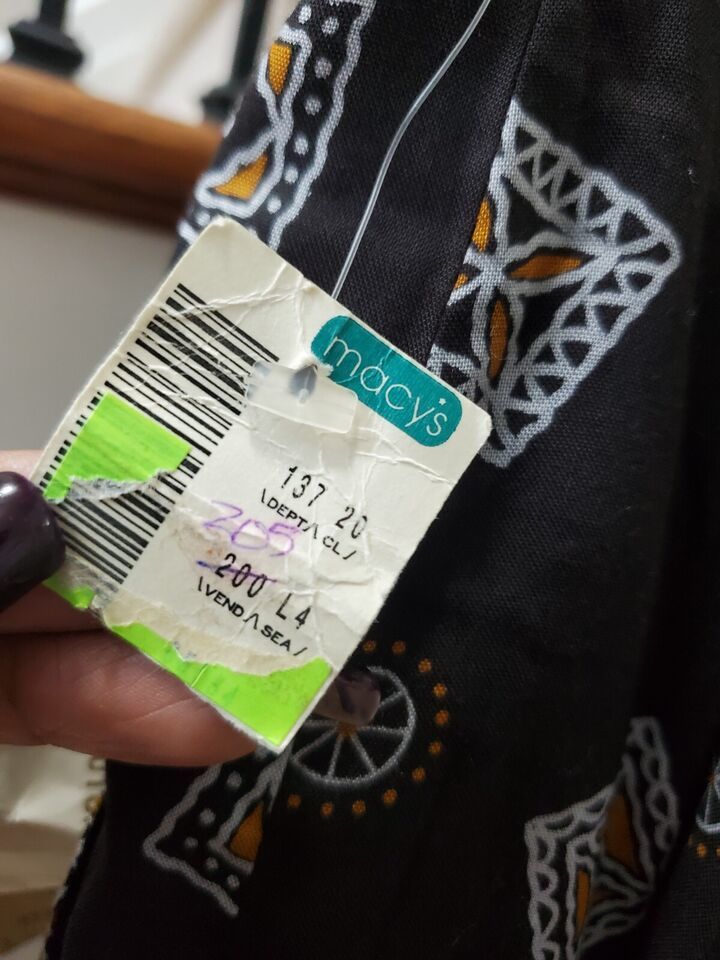 macy's
137 20
\DEPT/\CL/
205
200 L4
\VEND/\SEA/